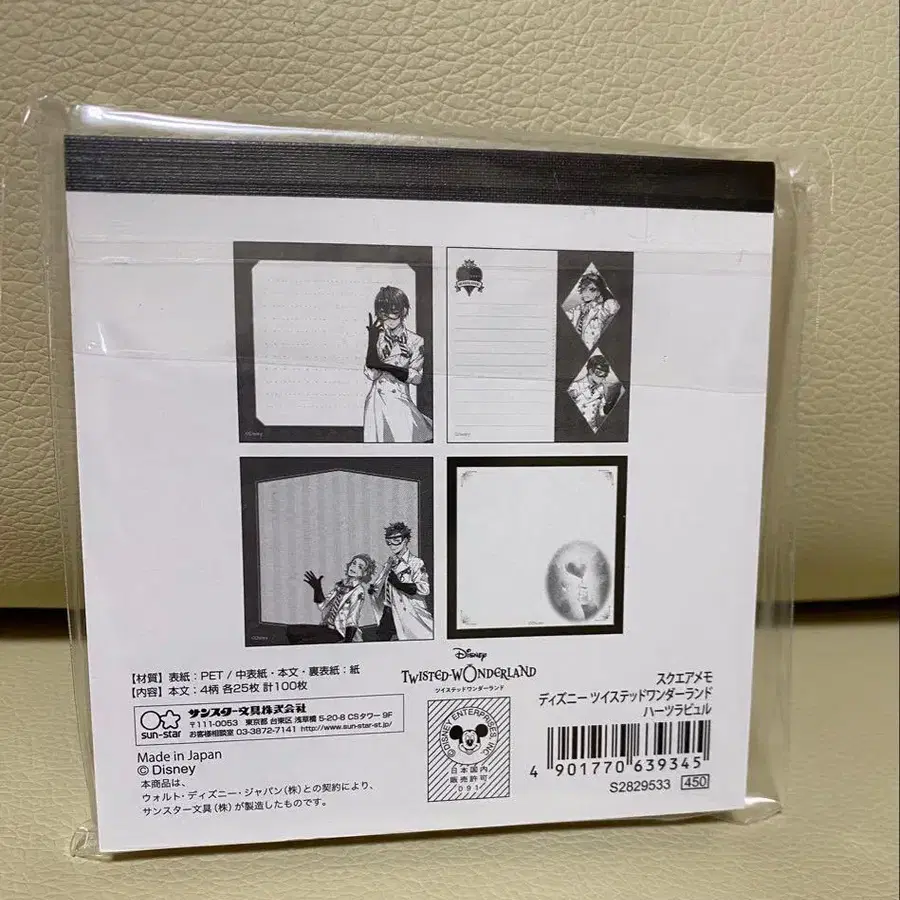 ©Disney
©Disney
©Disney
©Disney
【材質】表紙：PET / 中表紙・本文・裏表紙：紙
【内容】本文：4柄 各25枚 計100枚
sun-star
サンスター文具株式会社
〒111-0053 東京都 台東区 浅草橋 5-20-8 CSタワー 9F
お客様相談室 03-3872-7141 http://www.sun-star-st.jp/
Made in Japan
© Disney
本商品は、
ウォルト・ディズニー・ジャパン（株）との契約により、
サンスター文具（株）が製造したものです。
Disney
TWISTED-WONDERLAND
ツイステッドワンダーランド
©DISNEY ENTERPRISES, INC.
日本国内
販売許可
091
スクエアメモ
ディズニー ツイステッドワンダーランド
ハーツラビュル
4 901770 639345
S2829533 450